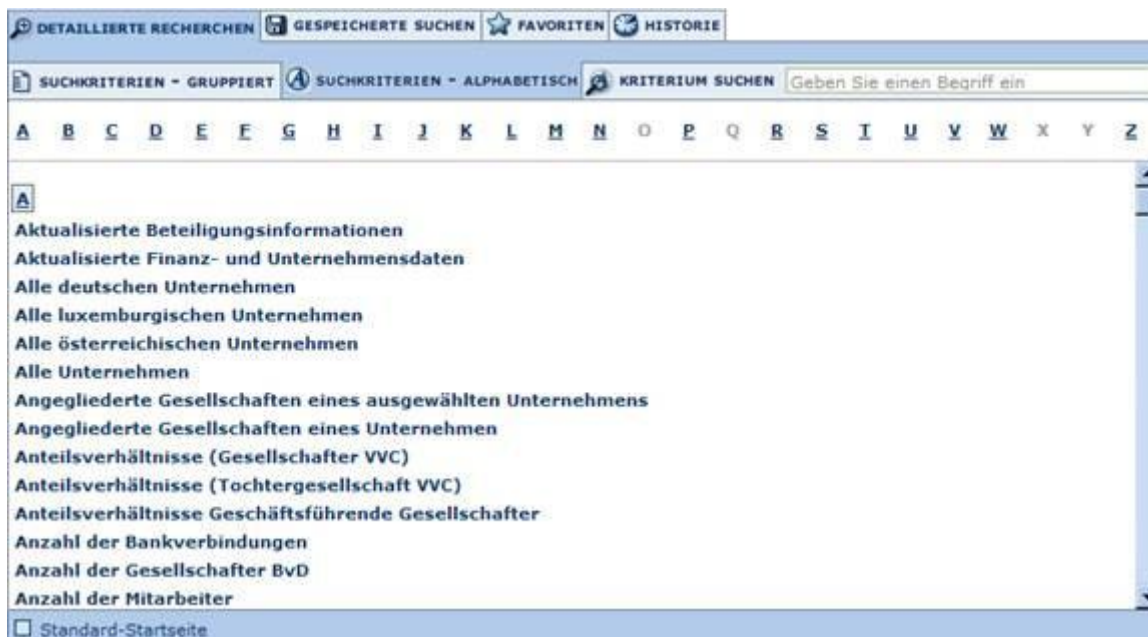 DETAILLIERTE RECHERCHEN GESPEICHERTE SUCHEN FAVORITEN HISTORIE
SUCHKRITERIEN - GRUPPIERT SUCHKRITERIEN - ALPHABETISCH KRITERIUM SUCHEN Geben Sie einen Begriff ein
A B C D E F G H I J K L M N O P Q R S T U V W X Y Z
A
Aktualisierte Beteiligungsinformationen
Aktualisierte Finanz- und Unternehmensdaten
Alle deutschen Unternehmen
Alle luxemburgischen Unternehmen
Alle österreichischen Unternehmen
Alle Unternehmen
Angegliederte Gesellschaften eines ausgewählten Unternehmens
Angegliederte Gesellschaften eines Unternehmen
Anteilsverhältnisse (Gesellschafter VVC)
Anteilsverhältnisse (Tochtergesellschaft VVC)
Anteilsverhältnisse Geschäftsführende Gesellschafter
Anzahl der Bankverbindungen
Anzahl der Gesellschafter BvD
Anzahl der Mitarbeiter
Standard-Startseite